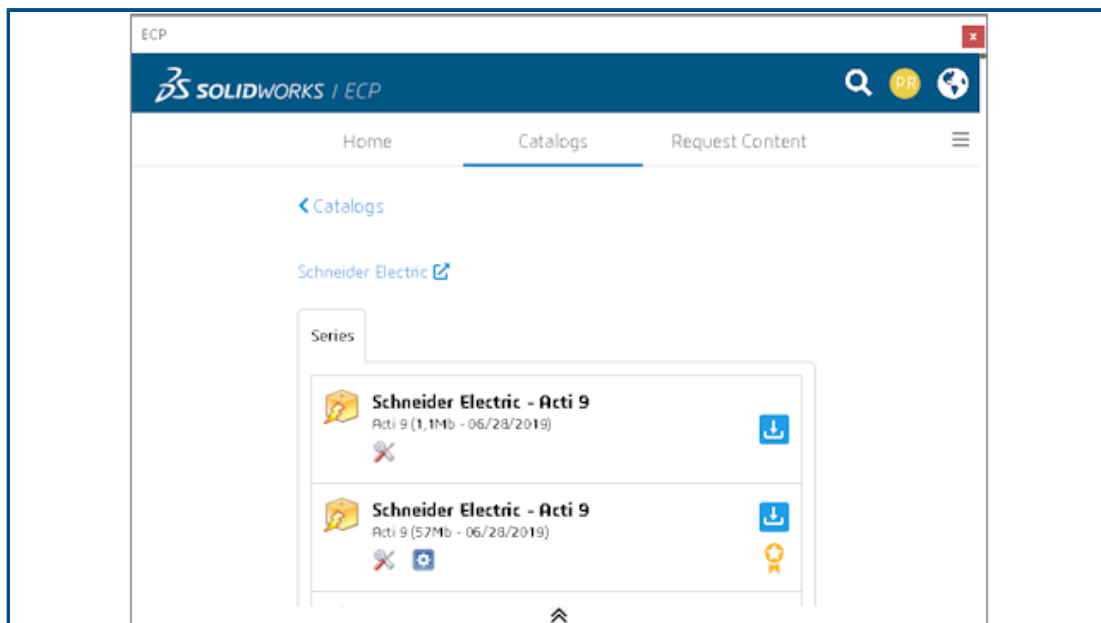 ECP
x
3S SOLIDWORKS / ECP
PR
Home Catalogs Request Content
Catalogs
Schneider Electric
Series
Schneider Electric - Acti 9
Acti 9 (1,1Mb - 06/28/2019)
Schneider Electric - Acti 9
Acti 9 (57Mb - 06/28/2019)